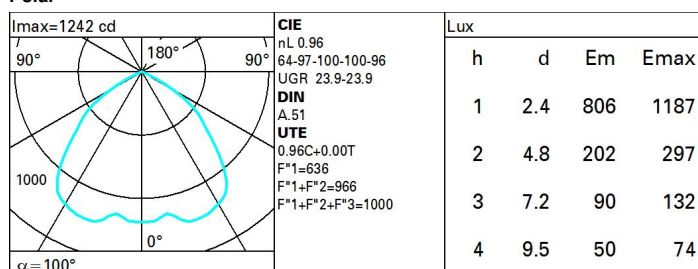 Imax=1242 cd
90°
180°
90°
1000
0°
α=100°
CIE
nL 0.96
64-97-100-100-96
UGR 23.9-23.9
DIN
A.51
UTE
0.96C+0.00T
F"1=636
F"1+F"2=966
F"1+F"2+F"3=1000
Lux
h d Em Emax
1 2.4 806 1187
2 4.8 202 297
3 7.2 90 132
4 9.5 50 74